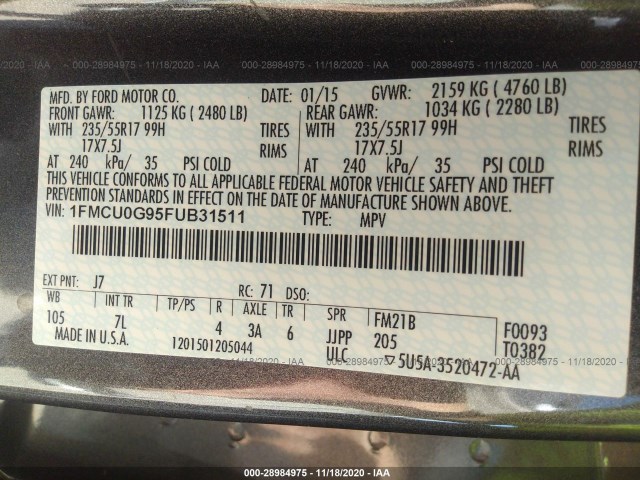 000-28984975 - 11/18/2020 - IAA
MFD. BY FORD MOTOR CO. DATE: 01/15 GVWR: 2159 KG ( 4760 LB)
FRONT GAWR: 1125 KG ( 2480 LB) REAR GAWR: 1034 KG ( 2280 LB)
WITH 235/55R17 99H TIRES WITH 235/55R17 99H TIRES
17X7.5J RIMS 17X7.5J RIMS
AT 240 kPa/ 35 PSI COLD AT 240 kPa/ 35 PSI COLD
THIS VEHICLE CONFORMS TO ALL APPLICABLE FEDERAL MOTOR VEHICLE SAFETY AND THEFT
PREVENTION STANDARDS IN EFFECT ON THE DATE OF MANUFACTURE SHOWN ABOVE.
VIN: 1FMCU0G95FUB31511 TYPE: MPV
EXT PNT: J7 RC: 71 DSO:
WB INT TR TP/PS R AXLE TR SPR FM21B F0093
105 7L 4 3A 6 JJPP 205 T0382
MADE IN U.S.A. 1201501205044 ULC 5U5A-3520472-AA
000-28984975 - 11/18/2020 - IAA